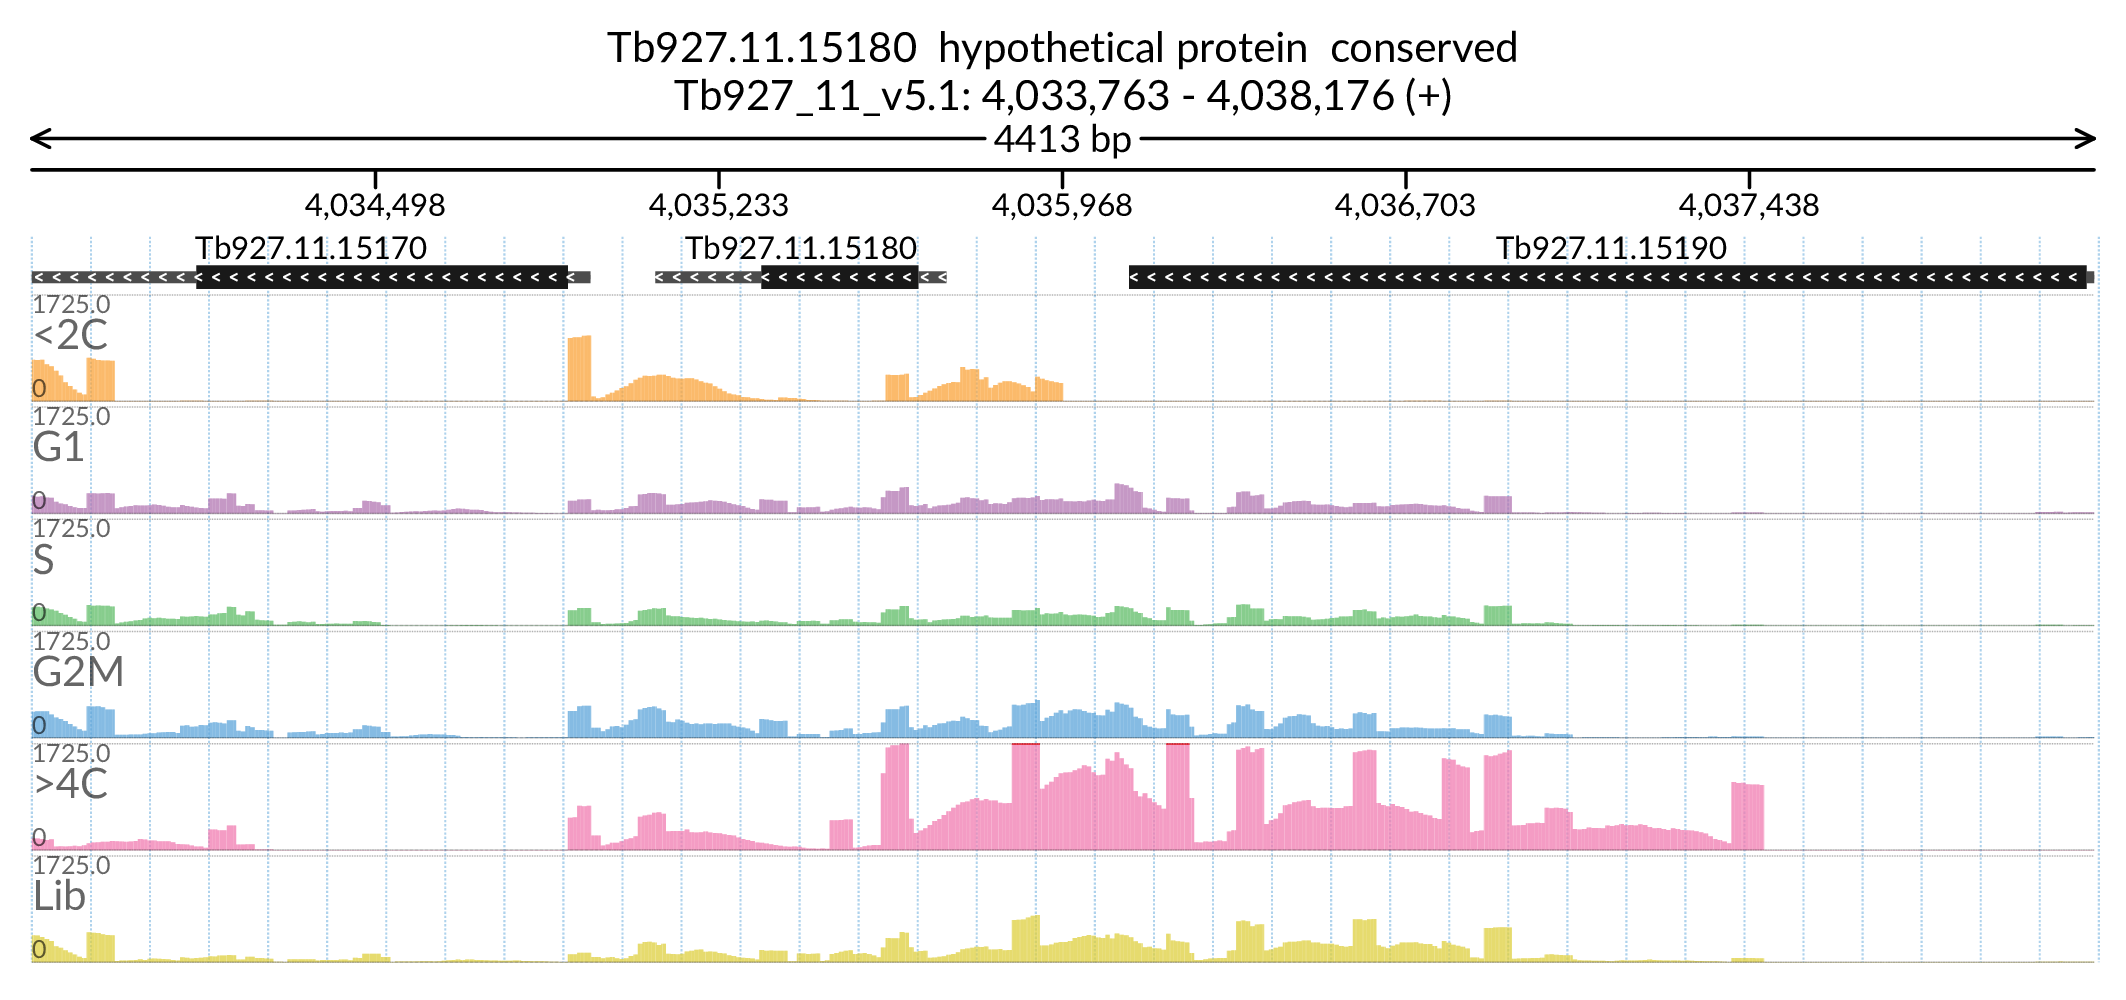 Tb927.11.15180 hypothetical protein conserved
Tb927_11_v5.1: 4,033,763 - 4,038,176 (+)
4413 bp
4,034,498 4,035,233 4,035,968 4,036,703 4,037,438
Tb927.11.15170 Tb927.11.15180 Tb927.11.15190
1725.0
<2C
0
1725.0
G1
0
1725.0
S
0
1725.0
G2M
0
1725.0
>4C
0
1725.0
Lib
0